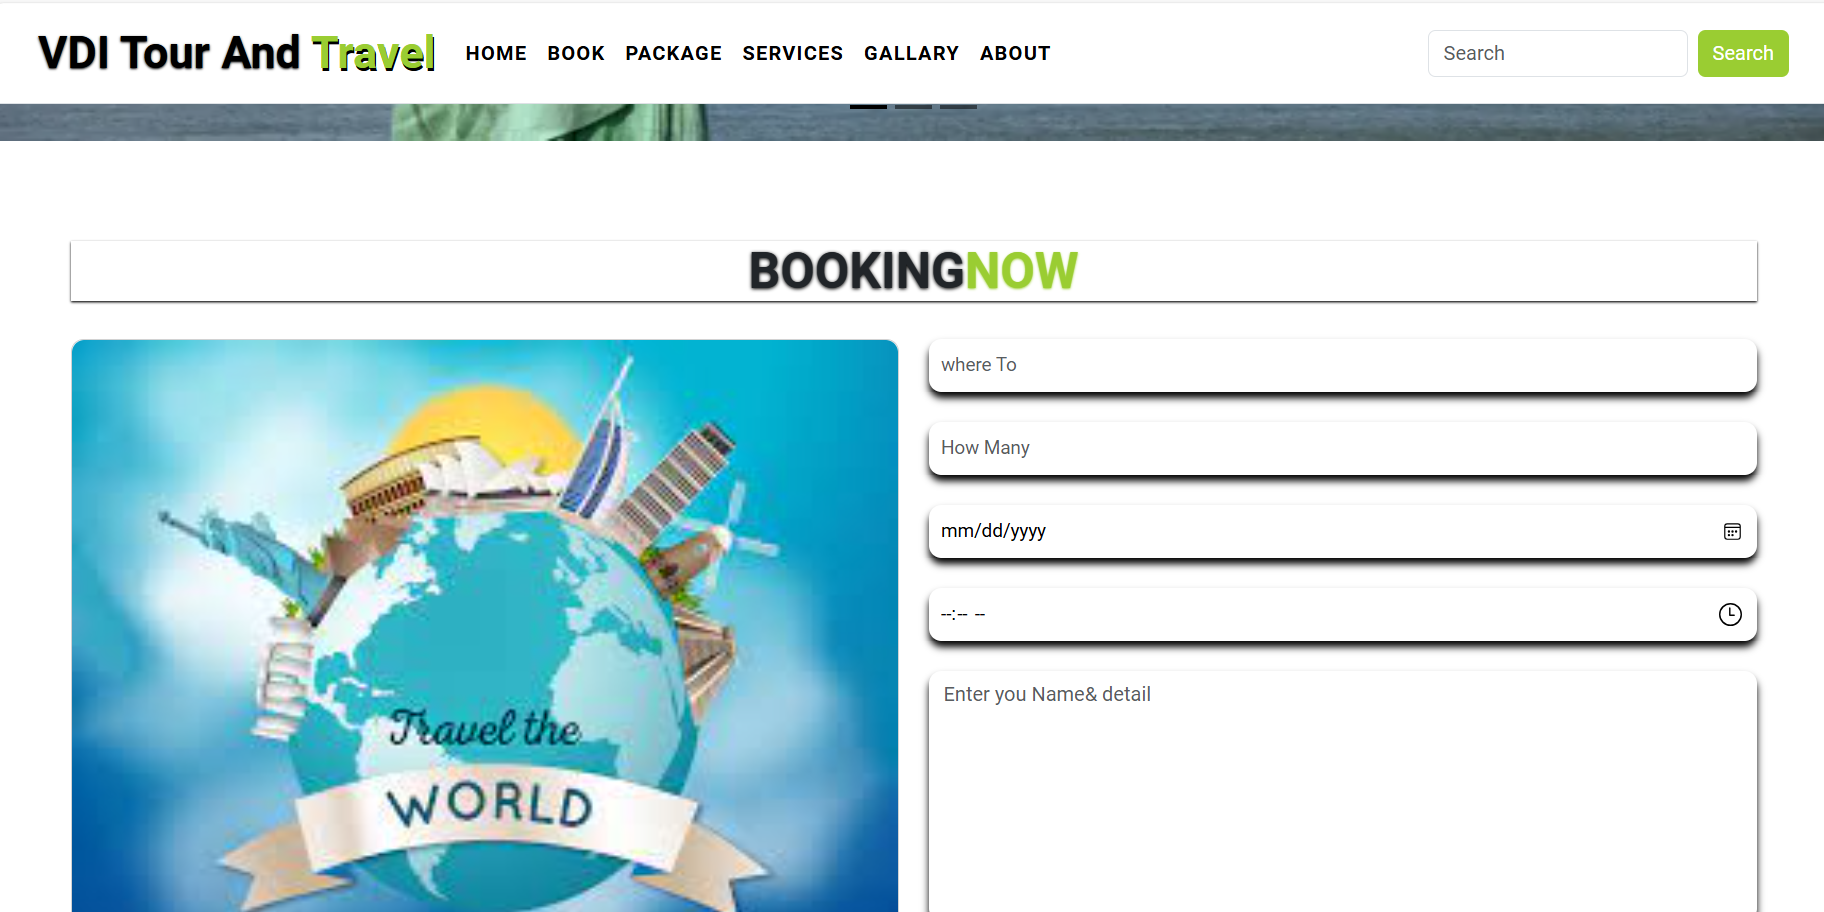 VDI Tour And Travel HOME BOOK PACKAGE SERVICES GALLARY ABOUT Search Search
BOOKINGNOW
where To
How Many
mm/dd/yyyy
--:-- --
Enter you Name& detail
Travel the
WORLD